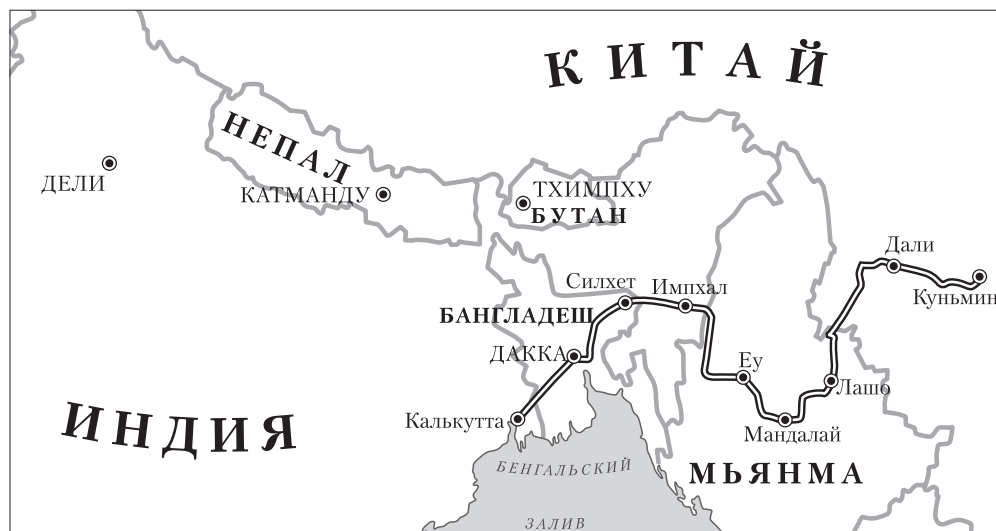 КИТАЙ
НЕПАЛ
ДЕЛИ
КАТМАНДУ
ТХИМПХУ
БУТАН
Дали
Куньмин
Силхет
Импхал
БАНГЛАДЕШ
ДАККА
Еу
Лашо
Калькутта
Мандалай
ИНДИЯ
БЕНГАЛЬСКИЙ
ЗАЛИВ
МЬЯНМА